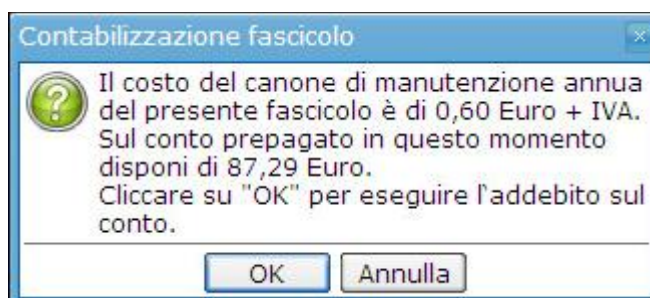 Contabilizzazione fascicolo
Il costo del canone di manutenzione annua
del presente fascicolo è di 0,60 Euro + IVA.
Sul conto prepagato in questo momento
disponi di 87,29 Euro.
Cliccare su "OK" per eseguire l'addebito sul
conto.
OK
Annulla